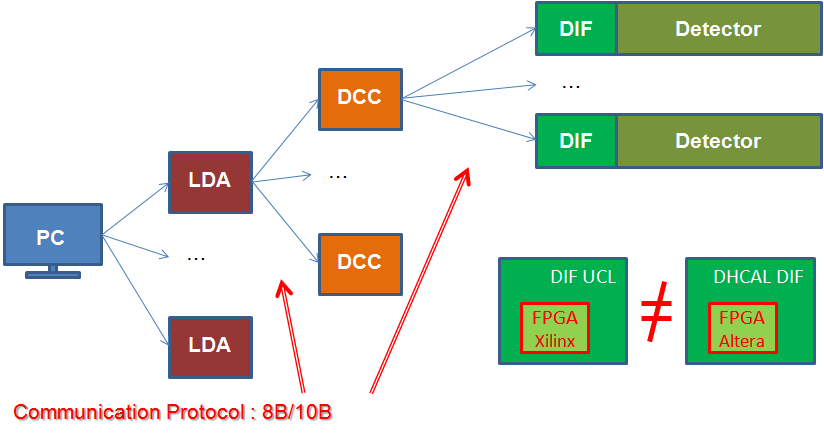 DIF Detector
...
DCC
DIF Detector
LDA
...
PC
...
DCC
LDA
DIF UCL
FPGA
Xilinx
≠
DHCAL DIF
FPGA
Altera
Communication Protocol : 8B/10B